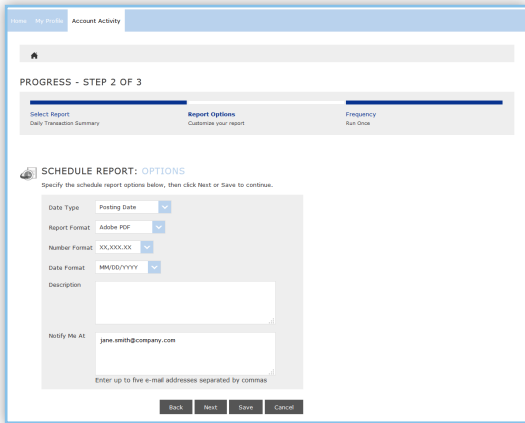 Home My Profile Account Activity
PROGRESS - STEP 2 OF 3
Select Report Report Options Frequency
Daily Transaction Summary Customize your report Run Once
SCHEDULE REPORT: OPTIONS
Specify the schedule report options below, then click Next or Save to continue.
Date Type Posting Date
Report Format Adobe PDF
Number Format XX,XXX.XX
Date Format MM/DD/YYYY
Description
Notify Me At jane.smith@company.com
Enter up to five e-mail addresses separated by commas
Back Next Save Cancel